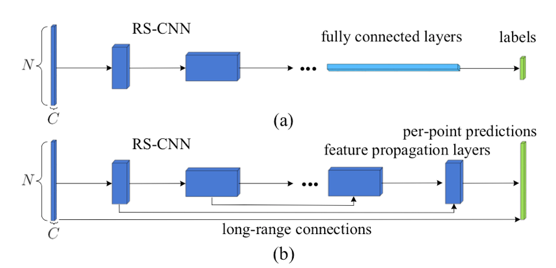 RS-CNN
fully connected layers
labels
N
C
(a)
per-point predictions
RS-CNN
feature propagation layers
N
C
long-range connections
(b)